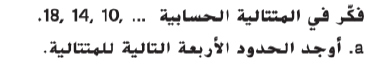 فكّر في المتتالية الحسابية 18, 14, 10, ... .
a. أوجد الحدود الأربعة التالية للمتتالية.